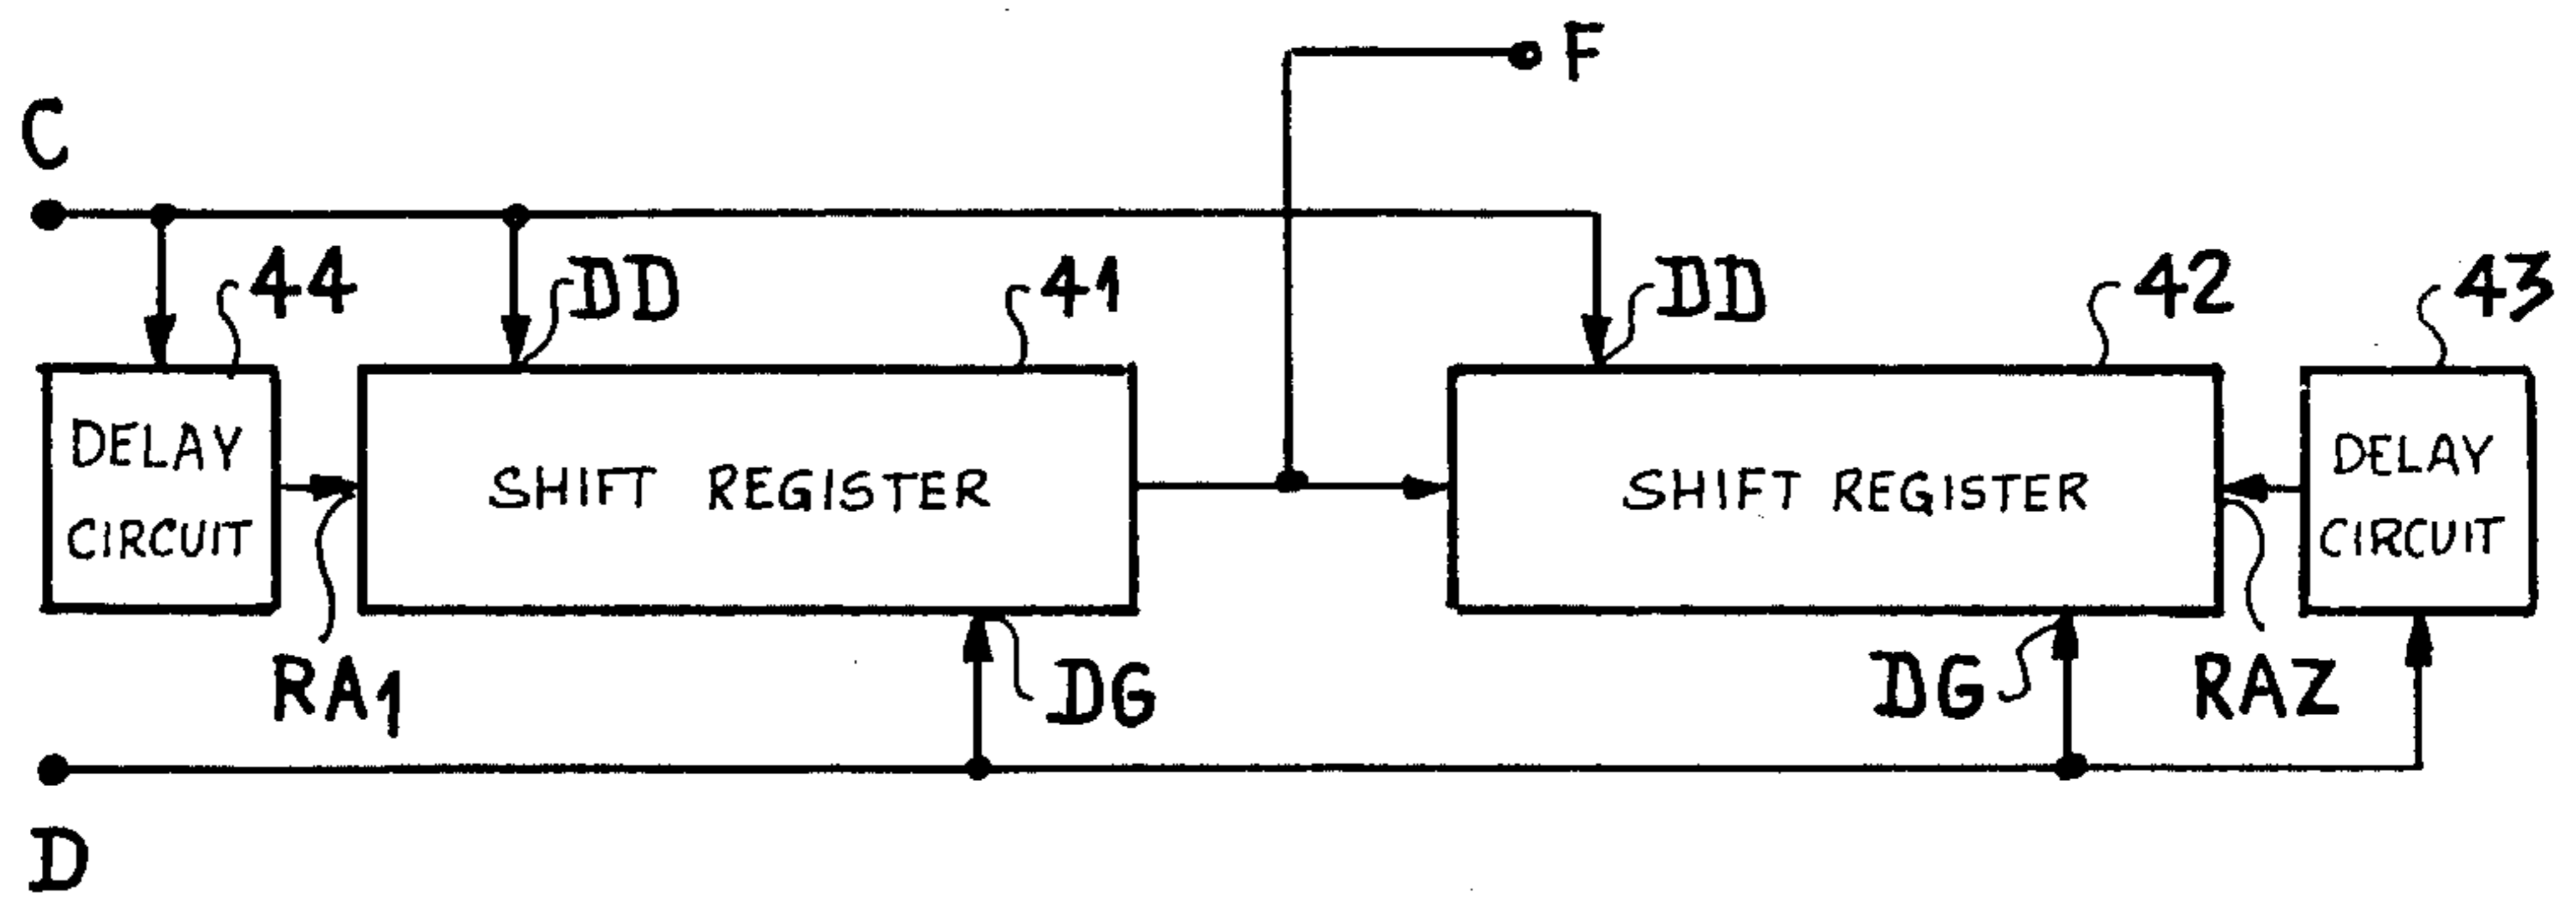 F
C
44
DD
41
DD
42
43
DELAY
CIRCUIT
SHIFT REGISTER
SHIFT REGISTER
DELAY
CIRCUIT
RA1
DG
DG
RAZ
D